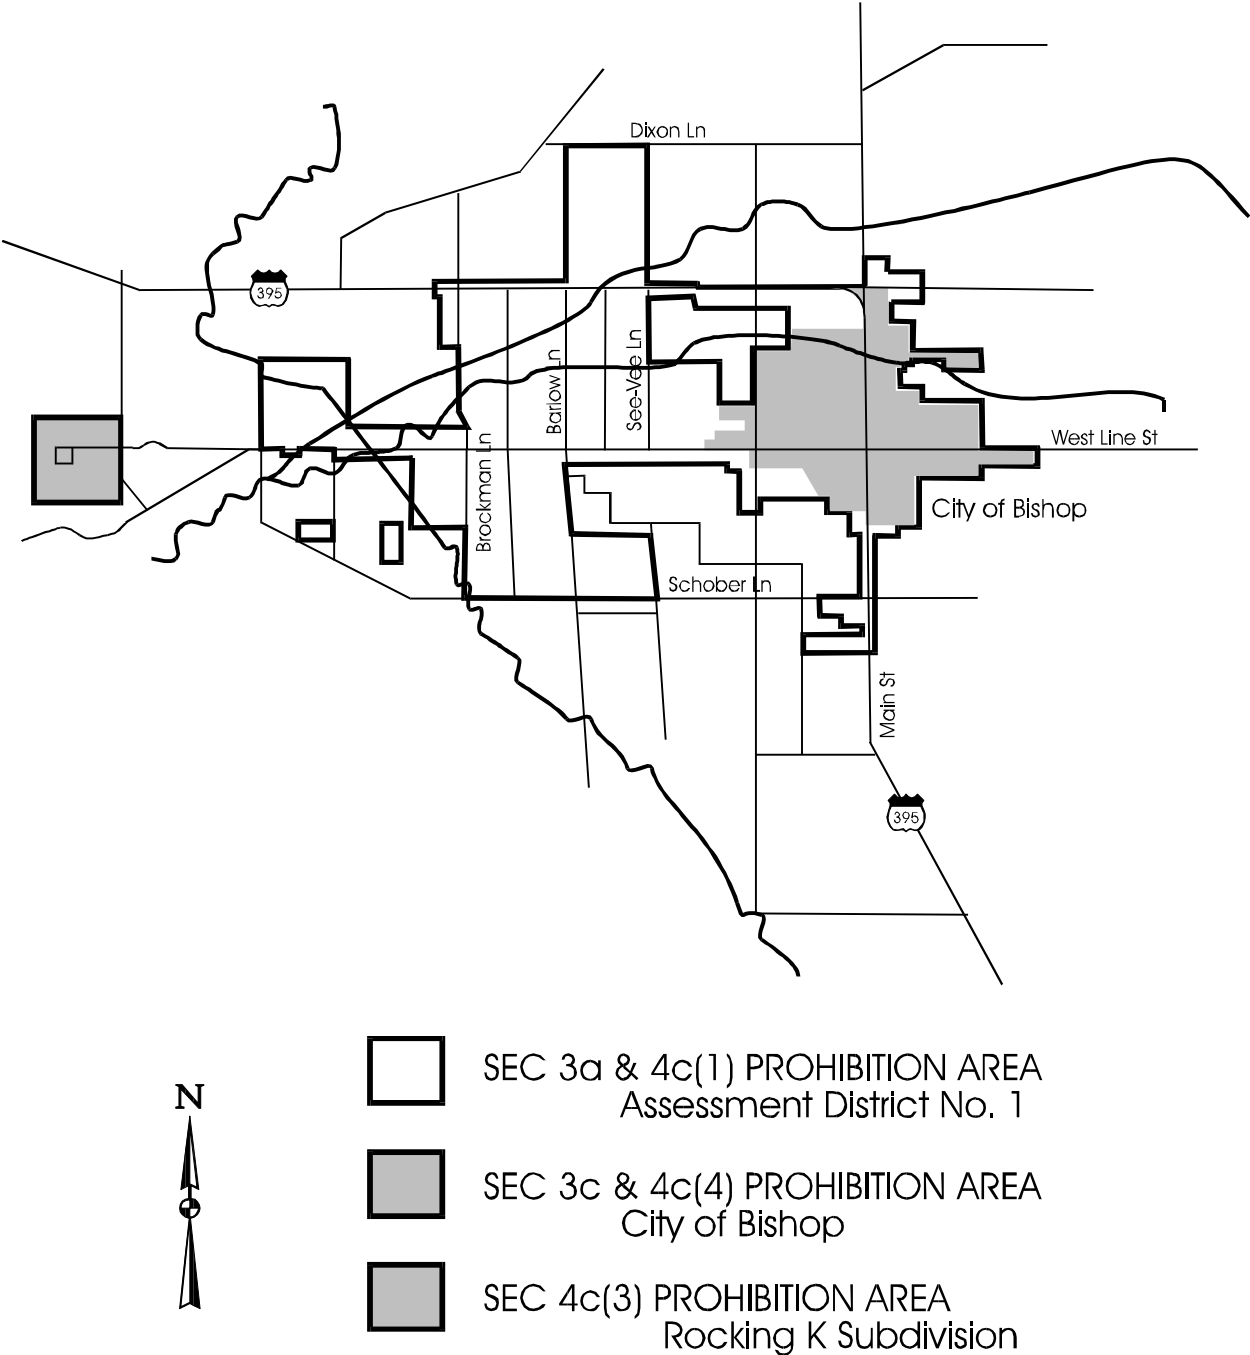 Dixon Ln
395
See-Vee Ln
Barlow Ln
Brockman Ln
West Line St
City of Bishop
Schober Ln
Main St
395
N
SEC 3a & 4c(1) PROHIBITION AREA
Assessment District No. 1
SEC 3c & 4c(4) PROHIBITION AREA
City of Bishop
SEC 4c(3) PROHIBITION AREA
Rocking K Subdivision